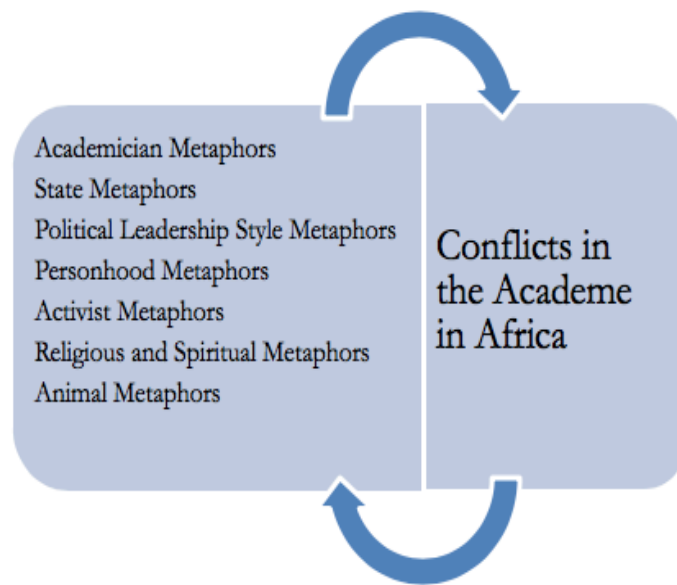 Academician Metaphors
State Metaphors
Political Leadership Style Metaphors
Personhood Metaphors
Activist Metaphors
Religious and Spiritual Metaphors
Animal Metaphors
Conflicts in
the Academe
in Africa